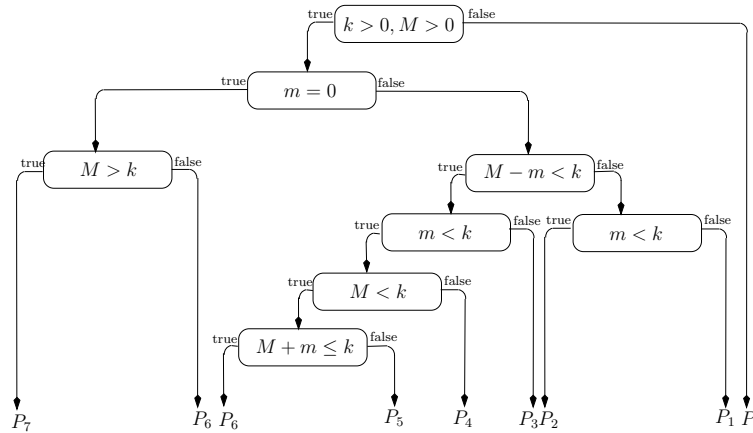 true k > 0, M > 0 false
true m = 0 false
true M > k false
true M − m < k false
true m < k false
true m < k false
true M < k false
true M + m ≤ k false
P₇ P₆ P₆ P₅ P₄ P₃ P₂ P₁ P